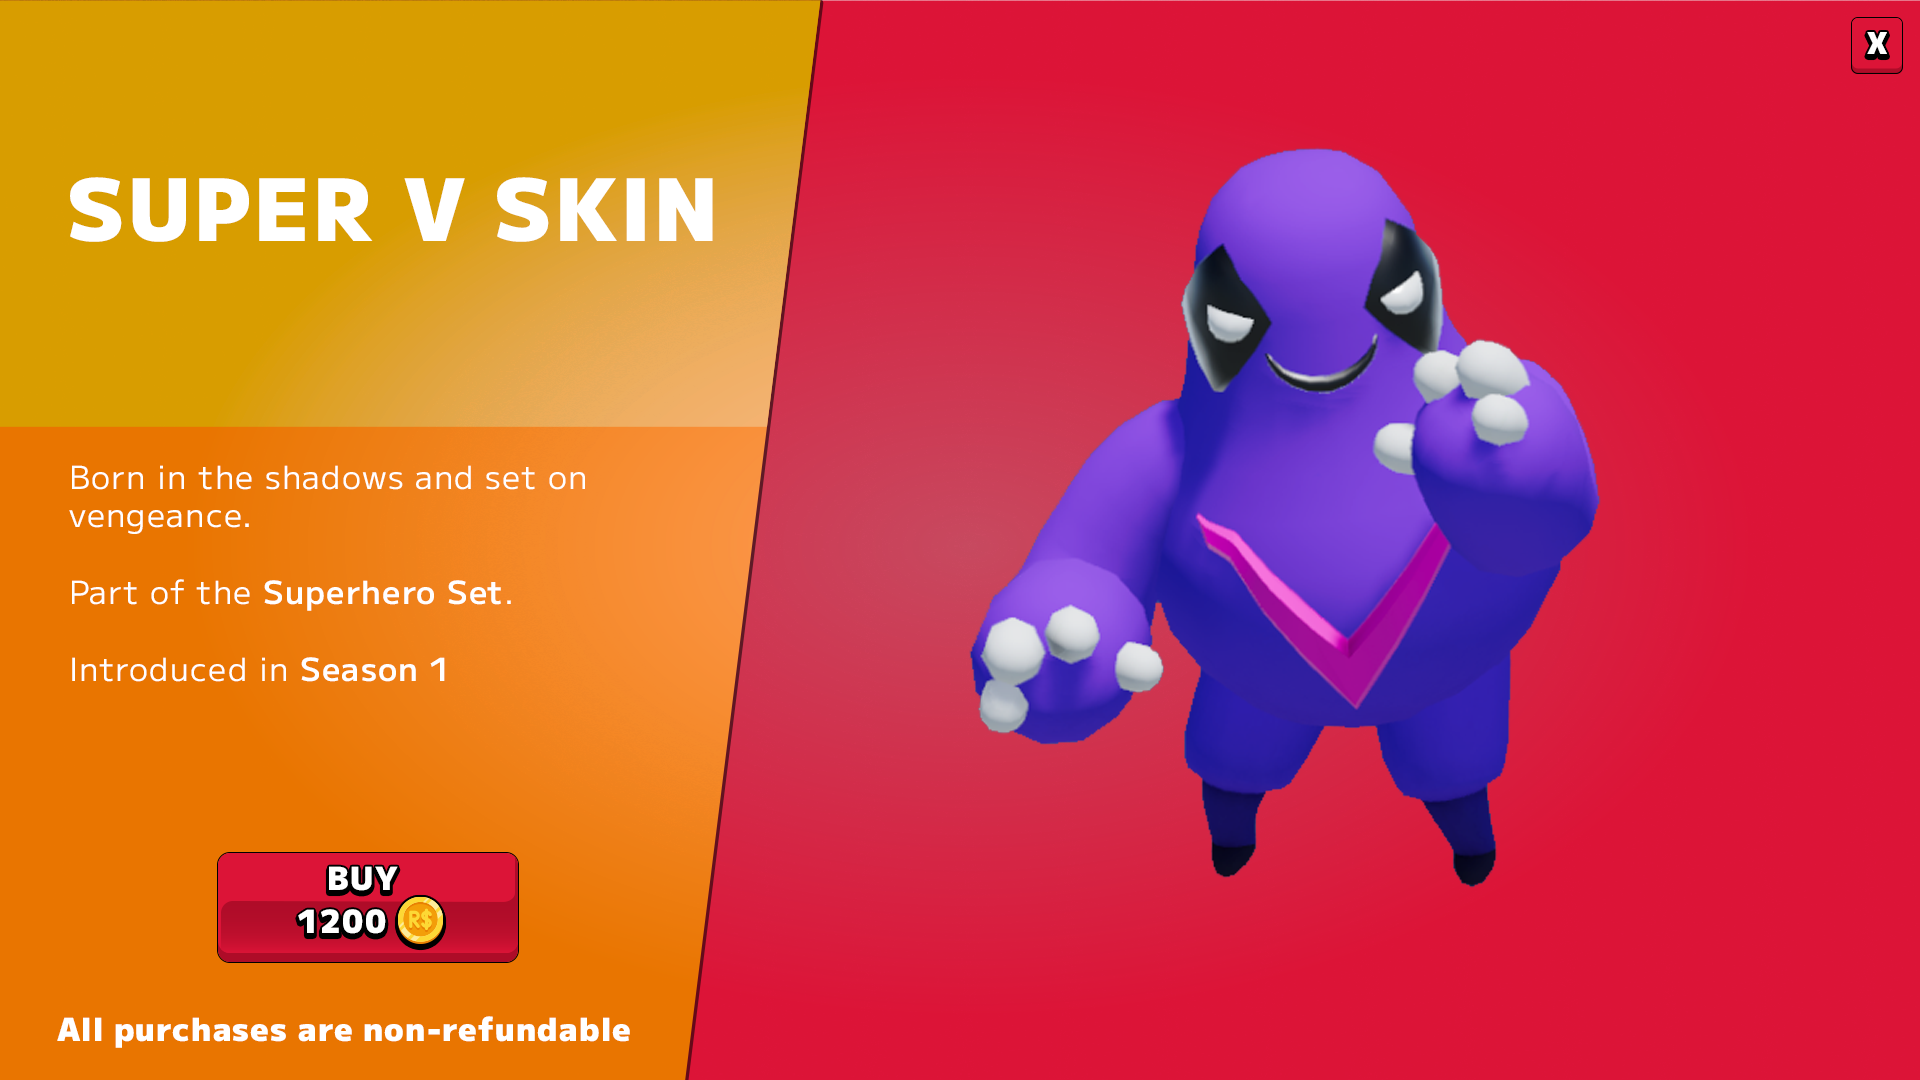 SUPER V SKIN
X
Born in the shadows and set on
vengeance.
Part of the Superhero Set.
Introduced in Season 1
BUY
1200 R$
All purchases are non-refundable